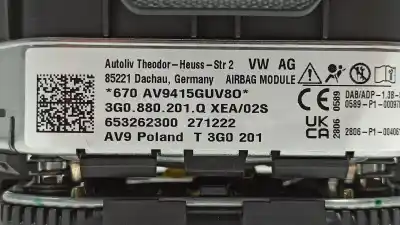 Autoliv Theodor-Heuss-Str 2 VW AG
85221 Dachau, Germany AIRBAG MODULE
*670 AV9415GUV80*
3G0.880.201.Q XEA/02S
653262300 271222
AV9 Poland T 3G0 201
CE 0589
UK CA 2806
DAB/ADP-1.3B-
0589-P1-00097
2806-P1-00406